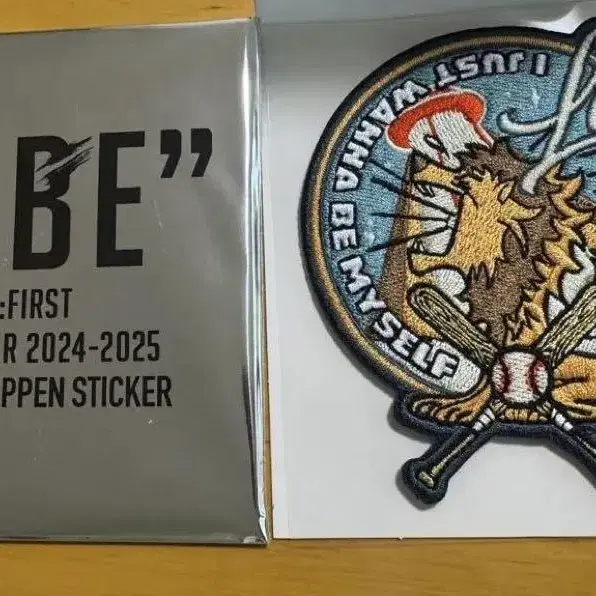 BE”
:FIRST
R 2024-2025
PPEN STICKER
I JUST WANNA BE MYSELF